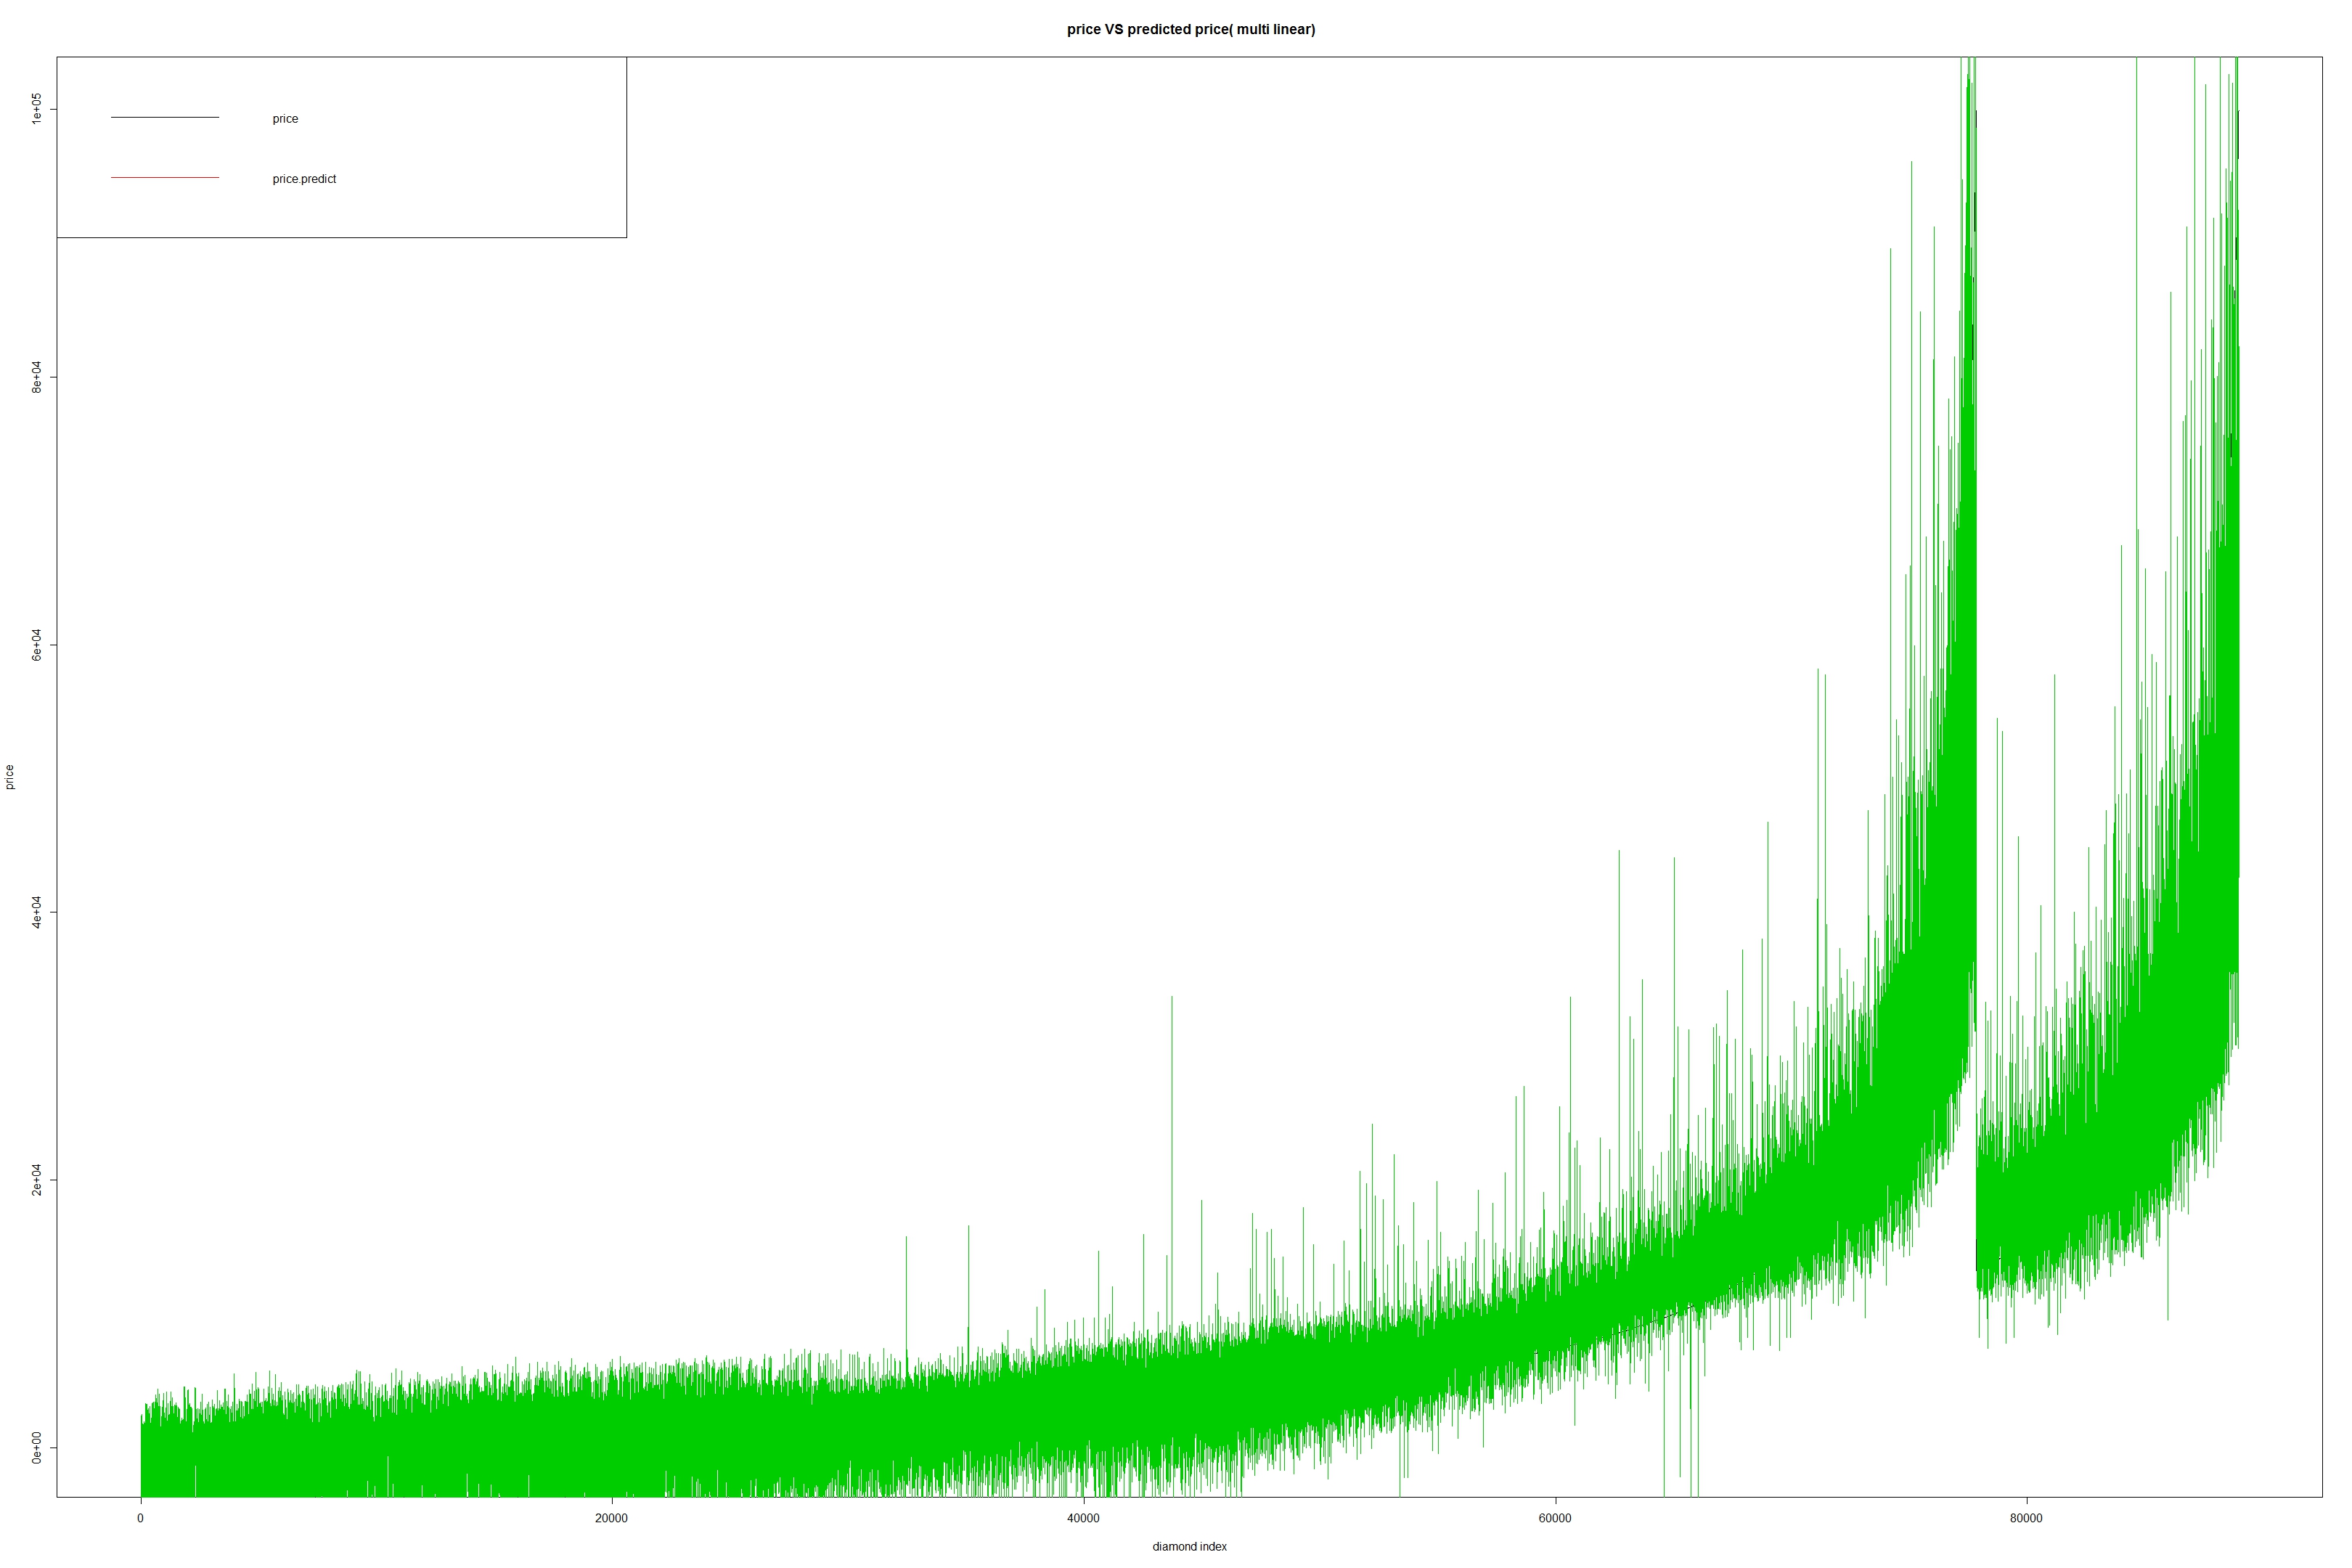 price VS predicted price( multi linear)
price
price.predict
1e+05
8e+04
6e+04
4e+04
2e+04
0e+00
price
0 20000 40000 60000 80000
diamond index